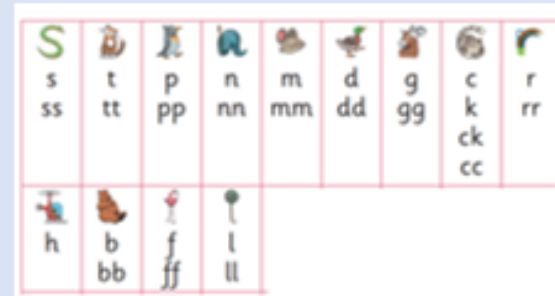 s t p n m d g c r
ss tt pp nn mm dd gg k rr
ck
cc
h b f l
bb ff ll